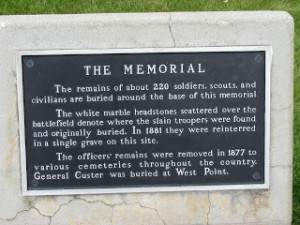 THE MEMORIAL
The remains of about 220 soldiers, scouts, and
civilians are buried around the base of this memorial
The white marble headstones scattered over the
battlefield denote where the slain troopers were found
and originally buried. In 1881 they were reinterred
in a single grave on this site.
The officers' remains were removed in 1877 to
various cemeteries throughout the country.
General Custer was buried at West Point.